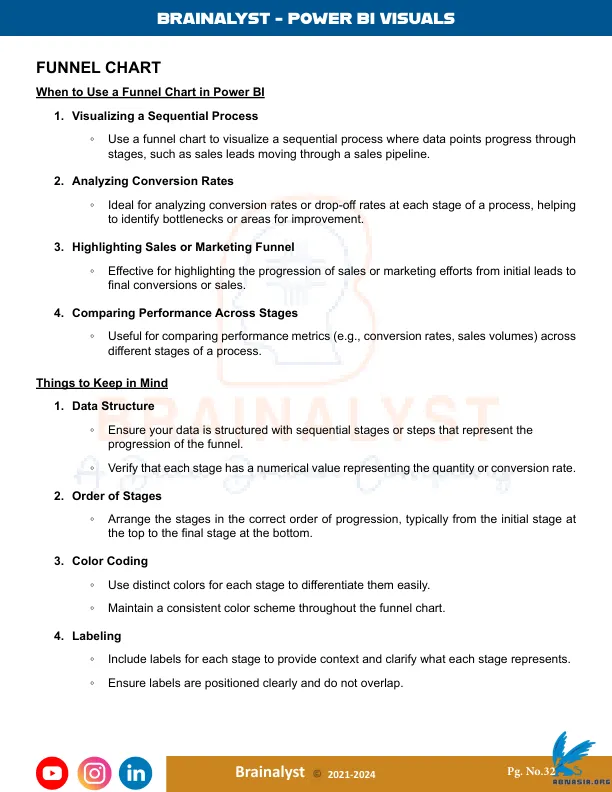 BRAINALYST - POWER BI VISUALS
FUNNEL CHART
When to Use a Funnel Chart in Power BI
1. Visualizing a Sequential Process
◦ Use a funnel chart to visualize a sequential process where data points progress through
stages, such as sales leads moving through a sales pipeline.
2. Analyzing Conversion Rates
◦ Ideal for analyzing conversion rates or drop-off rates at each stage of a process, helping
to identify bottlenecks or areas for improvement.
3. Highlighting Sales or Marketing Funnel
◦ Effective for highlighting the progression of sales or marketing efforts from initial leads to
final conversions or sales.
4. Comparing Performance Across Stages
◦ Useful for comparing performance metrics (e.g., conversion rates, sales volumes) across
different stages of a process.
Things to Keep in Mind
1. Data Structure
◦ Ensure your data is structured with sequential stages or steps that represent the
progression of the funnel.
◦ Verify that each stage has a numerical value representing the quantity or conversion rate.
BRAINALYST
A Data Driven Company
2. Order of Stages
◦ Arrange the stages in the correct order of progression, typically from the initial stage at
the top to the final stage at the bottom.
3. Color Coding
◦ Use distinct colors for each stage to differentiate them easily.
◦ Maintain a consistent color scheme throughout the funnel chart.
4. Labeling
◦ Include labels for each stage to provide context and clarify what each stage represents.
◦ Ensure labels are positioned clearly and do not overlap.
in
Brainalyst © 2021-2024
Pg. No.32
ABNASIA.ORG